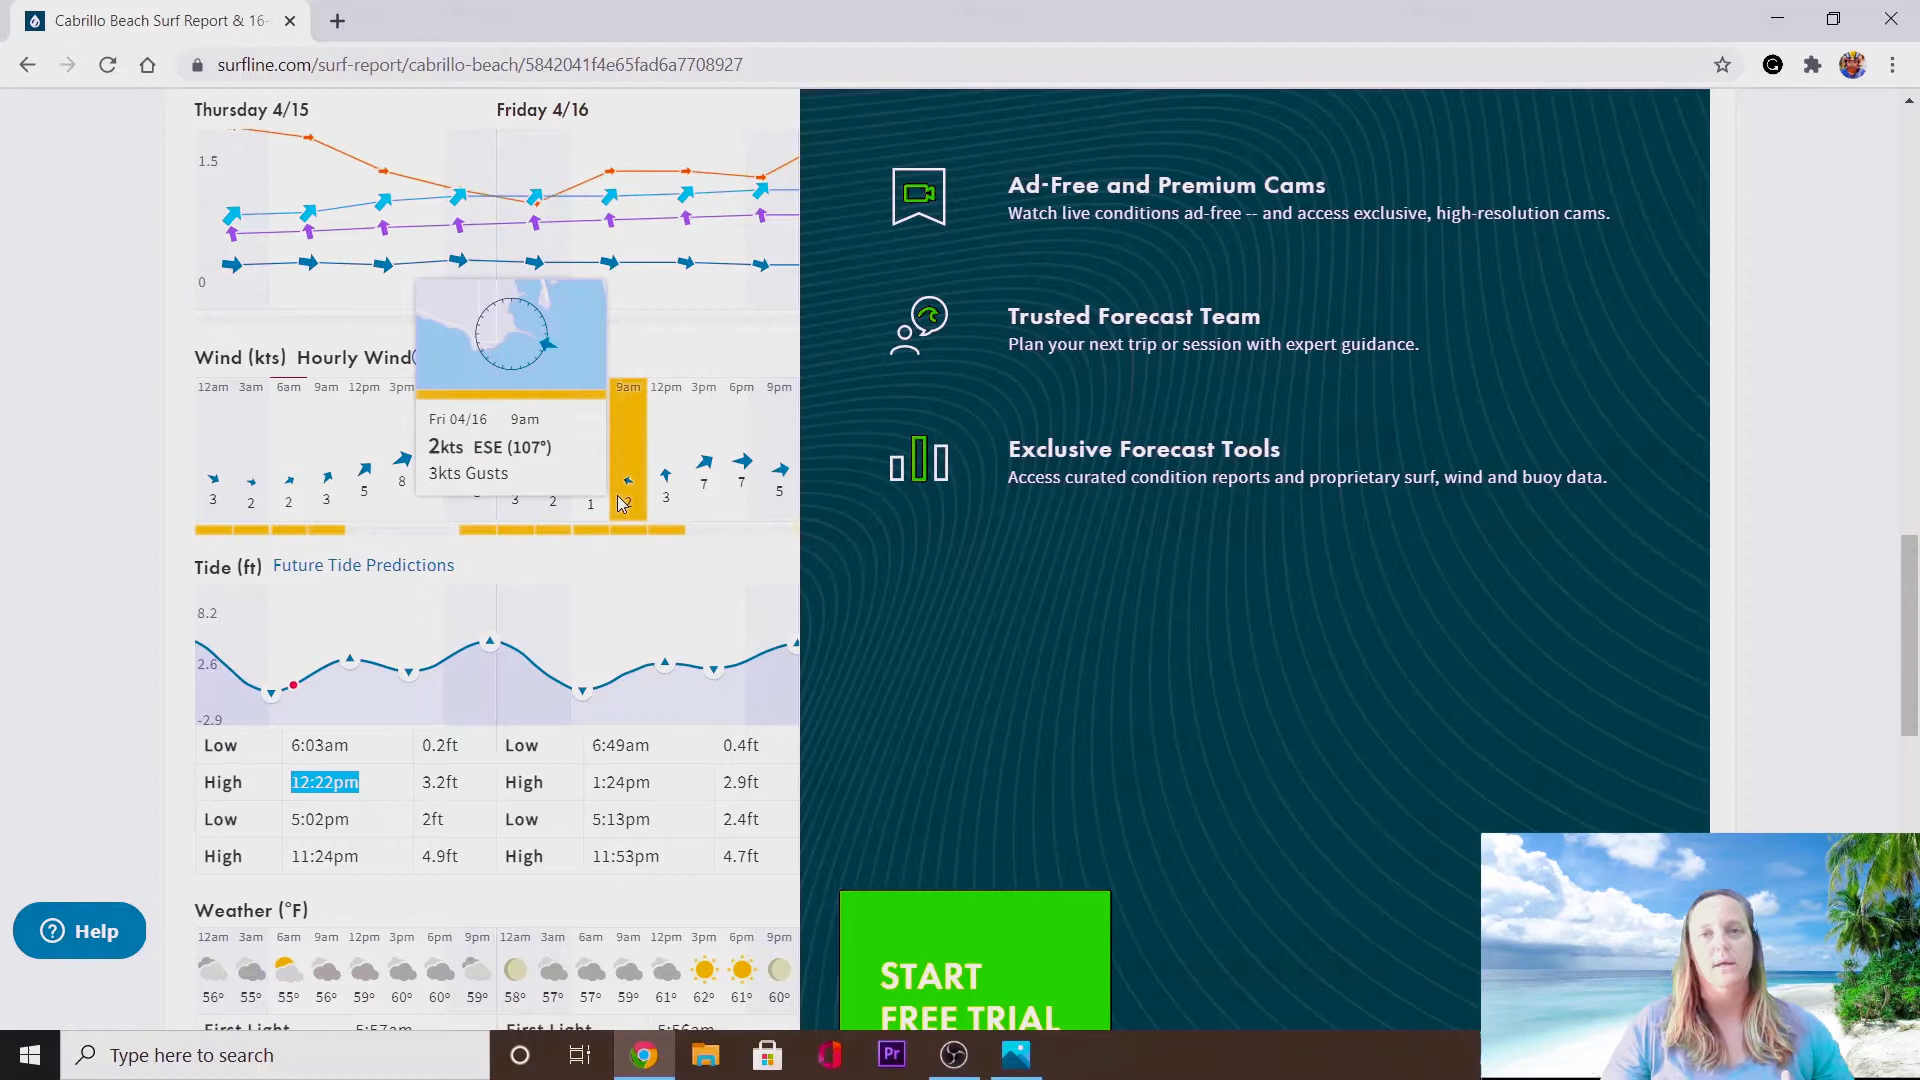 Cabrillo Beach Surf Report & 16-
surfline.com/surf-report/cabrillo-beach/5842041f4e65fad6a7708927
Thursday 4/15 Friday 4/16
1.5
0
Wind (kts) Hourly Wind
12am 3am 6am 9am 12pm 3pm 9am 12pm 3pm 6pm 9pm
Fri 04/16 9am
2kts ESE (107°)
3kts Gusts
3 2 2 3 5 8 3 2 1 2 3 7 7 5
Tide (ft) Future Tide Predictions
8.2
2.6
-2.9
Low 6:03am 0.2ft Low 6:49am 0.4ft
High 12:22pm 3.2ft High 1:24pm 2.9ft
Low 5:02pm 2ft Low 5:13pm 2.4ft
High 11:24pm 4.9ft High 11:53pm 4.7ft
Weather (°F)
12am 3am 6am 9am 12pm 3pm 6pm 9pm 12am 3am 6am 9am 12pm 3pm 6pm 9pm
56° 55° 55° 56° 59° 60° 60° 59° 58° 57° 57° 59° 61° 62° 61° 60°
First Light 5:57am First Light 5:56am
Ad-Free and Premium Cams
Watch live conditions ad-free -- and access exclusive, high-resolution cams.
Trusted Forecast Team
Plan your next trip or session with expert guidance.
Exclusive Forecast Tools
Access curated condition reports and proprietary surf, wind and buoy data.
START
FREE TRIAL
Help
Type here to search
Pr